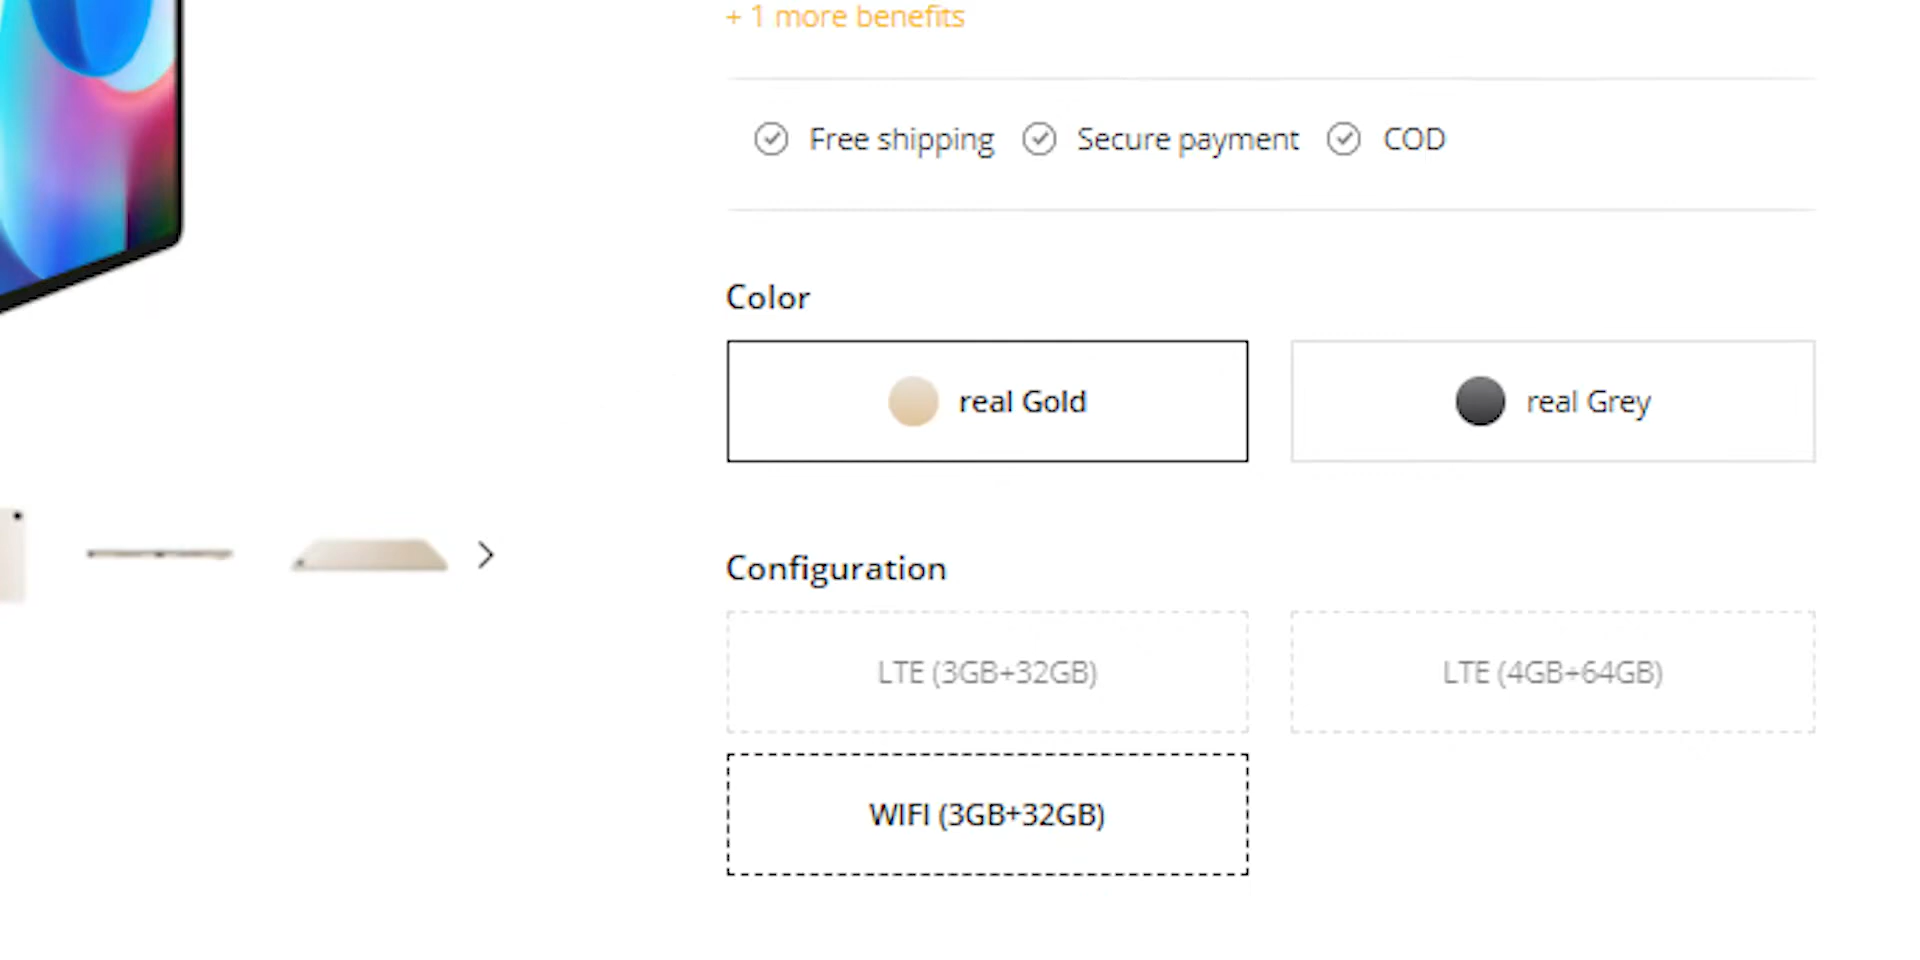 + 1 more benefits
Free shipping Secure payment COD
Color
real Gold real Grey
Configuration
LTE (3GB+32GB) LTE (4GB+64GB)
WIFI (3GB+32GB)